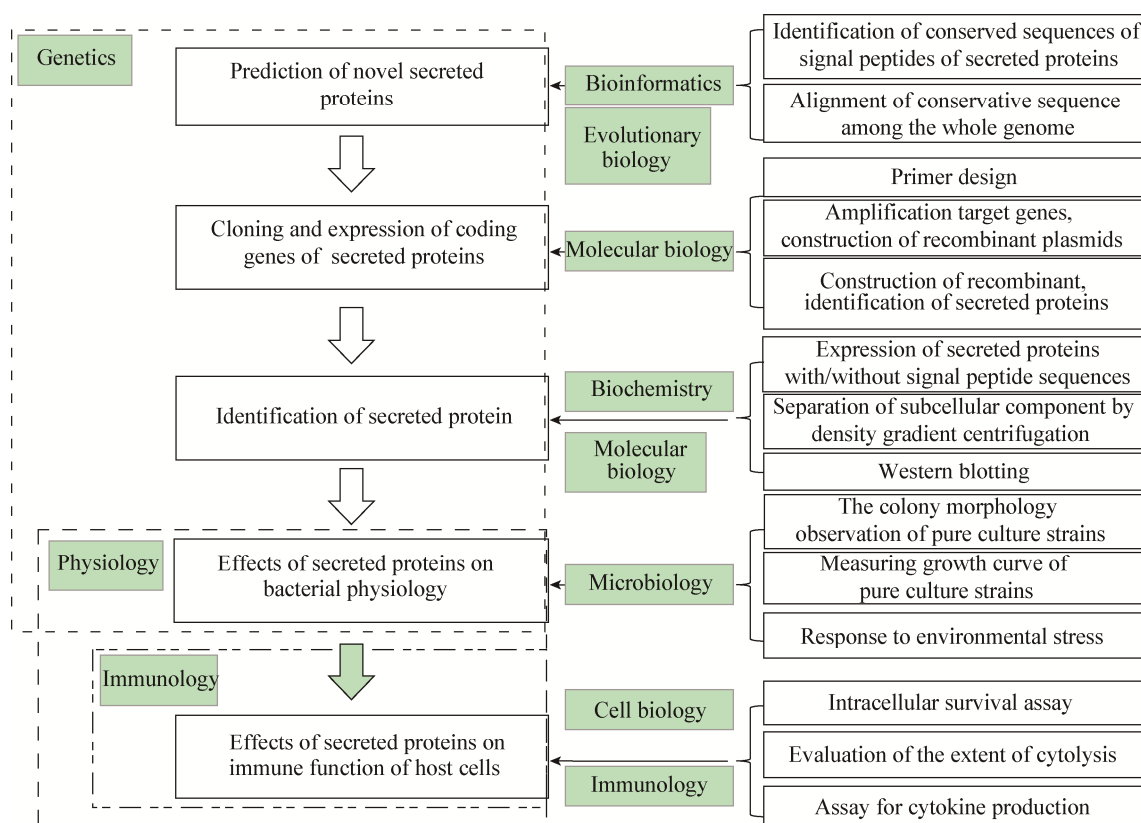 Genetics
Prediction of novel secreted
proteins
Bioinformatics
Evolutionary
biology
Identification of conserved sequences of
signal peptides of secreted proteins
Alignment of conservative sequence
among the whole genome
Cloning and expression of coding
genes of secreted proteins
Molecular biology
Primer design
Amplification target genes,
construction of recombinant plasmids
Construction of recombinant,
identification of secreted proteins
Identification of secreted protein
Biochemistry
Molecular
biology
Expression of secreted proteins
with/without signal peptide sequences
Separation of subcellular component by
density gradient centrifugation
Western blotting
Physiology
Effects of secreted proteins on
bacterial physiology
Microbiology
The colony morphology
observation of pure culture strains
Measuring growth curve of
pure culture strains
Response to environmental stress
Immunology
Effects of secreted proteins on
immune function of host cells
Cell biology
Immunology
Intracellular survival assay
Evaluation of the extent of cytolysis
Assay for cytokine production